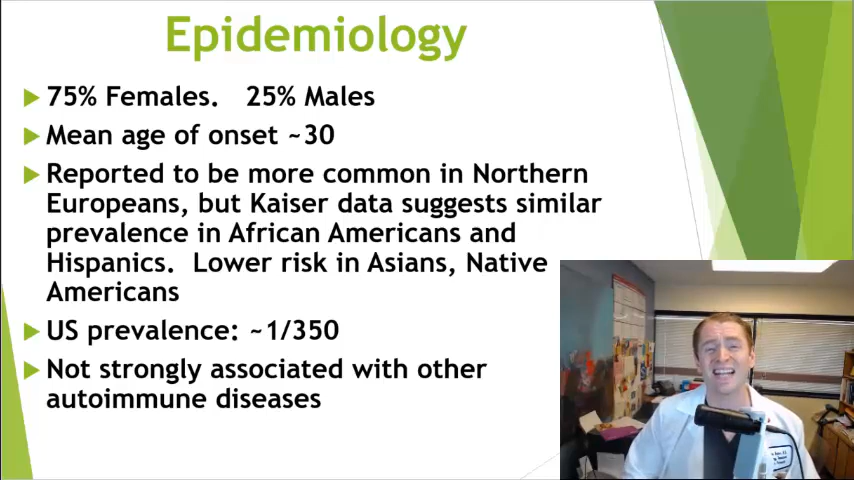 Epidemiology
75% Females. 25% Males
Mean age of onset ~30
Reported to be more common in Northern
Europeans, but Kaiser data suggests similar
prevalence in African Americans and
Hispanics. Lower risk in Asians, Native
Americans
US prevalence: ~1/350
Not strongly associated with other
autoimmune diseases